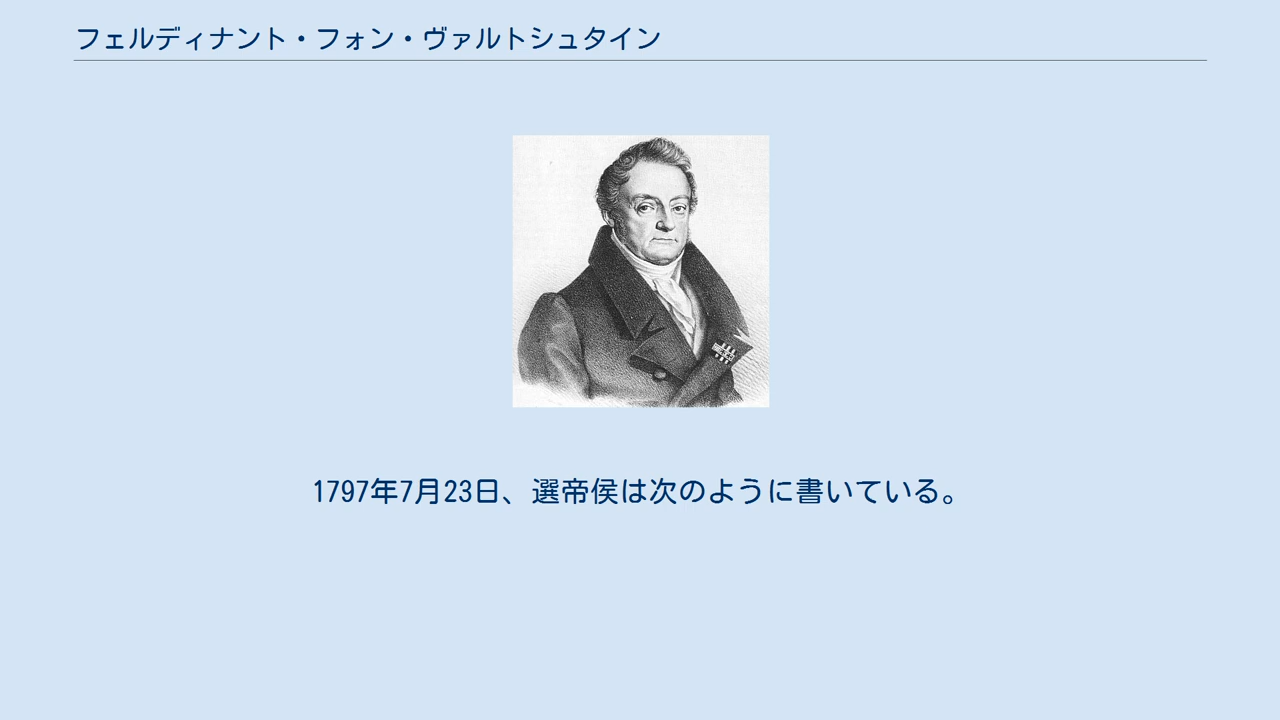 フェルディナント・フォン・ヴァルトシュタイン
1797年7月23日、選帝侯は次のように書いている。